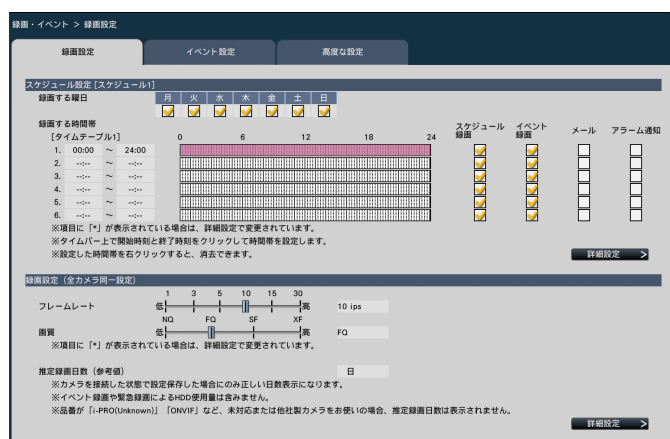 録画・イベント > 録画設定
録画設定 イベント設定 高度な設定
スケジュール設定 [スケジュール1]
録画する曜日 月 火 水 木 金 土 日
録画する時間帯
[タイムテーブル1] 0 6 12 18 24 スケジュール録画 イベント録画 メール アラーム通知
1. 00:00 ～ 24:00
2. --:-- ～ --:--
3. --:-- ～ --:--
4. --:-- ～ --:--
5. --:-- ～ --:--
6. --:-- ～ --:--
※項目に「*」が表示されている場合は、詳細設定で変更されています。
※タイムバー上で開始時刻と終了時刻をクリックして時間帯を設定します。
※設定した時間帯を右クリックすると、消去できます。
詳細設定 >
録画設定（全カメラ同一設定）
1 3 5 10 15 30
フレームレート 低 高 10 ips
NQ FQ SF XF
画質 低 高 FQ
※項目に「*」が表示されている場合は、詳細設定で変更されています。
推定録画日数（参考値） 日
※カメラを接続した状態で設定保存した場合にのみ正しい日数表示になります。
※イベント録画や緊急録画によるHDD使用量は含みません。
※品番が「i-PRO(Unknown)」「ONVIF」など、未対応または他社製カメラをお使いの場合、推定録画日数は表示されません。
詳細設定 >